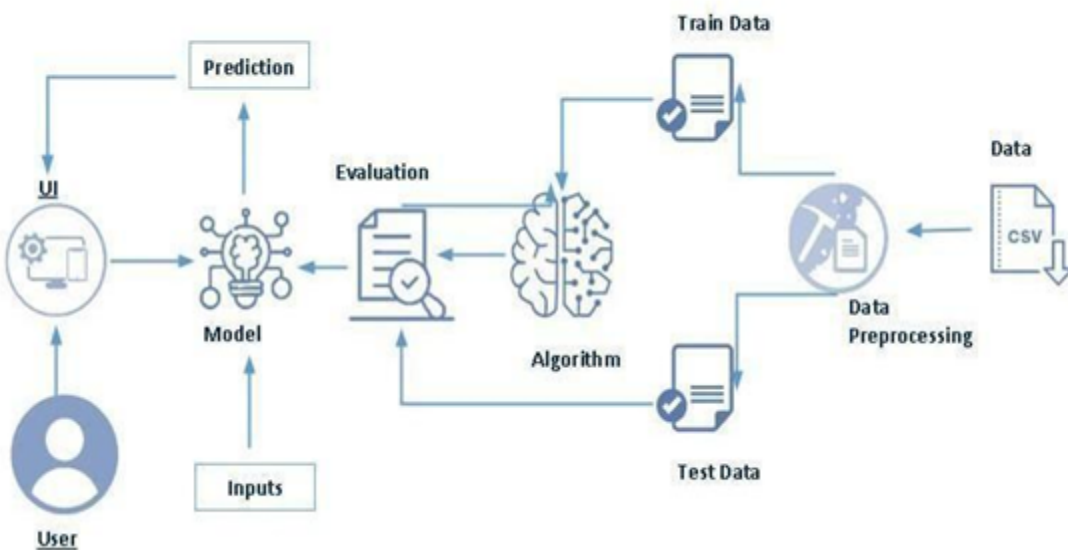 Train Data
Prediction
Data
Evaluation
UI
CSV
Model
Data
Preprocessing
Algorithm
Inputs
Test Data
User